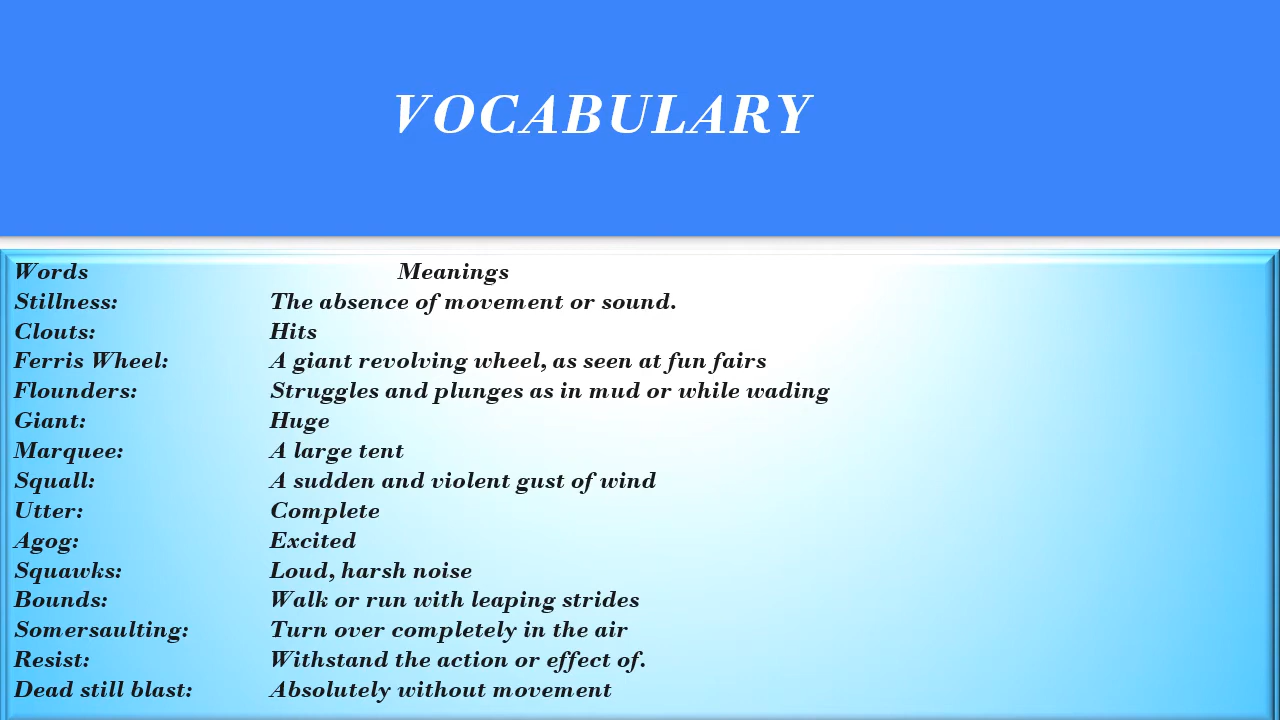 VOCABULARY
Words Meanings
Stillness: The absence of movement or sound.
Clouts: Hits
Ferris Wheel: A giant revolving wheel, as seen at fun fairs
Flounders: Struggles and plunges as in mud or while wading
Giant: Huge
Marquee: A large tent
Squall: A sudden and violent gust of wind
Utter: Complete
Agog: Excited
Squawks: Loud, harsh noise
Bounds: Walk or run with leaping strides
Somersaulting: Turn over completely in the air
Resist: Withstand the action or effect of.
Dead still blast: Absolutely without movement